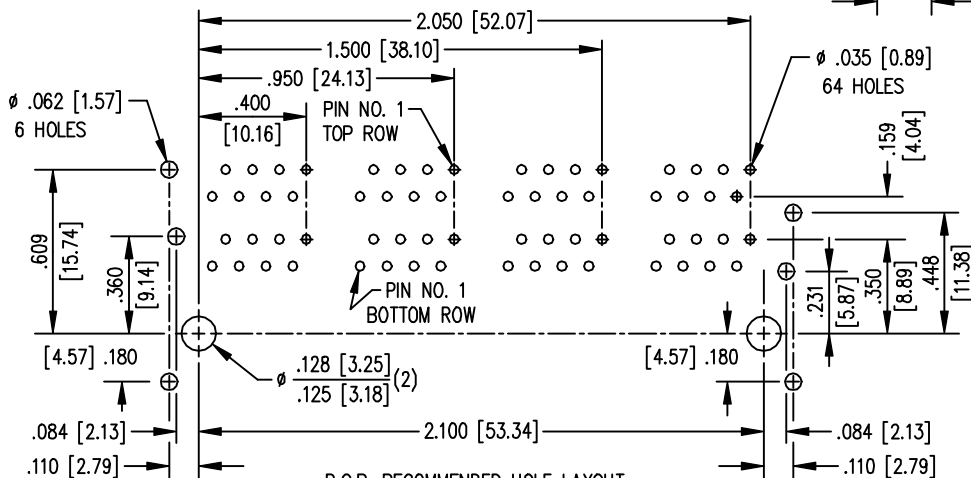 2.050 [52.07]
1.500 [38.10]
.950 [24.13]
ø .035 [0.89]
64 HOLES
ø .062 [1.57]
6 HOLES
.400
[10.16]
PIN NO. 1
TOP ROW
.159
[4.04]
.609
[15.74]
.360
[9.14]
PIN NO. 1
BOTTOM ROW
.231
[5.87]
.350
[8.89]
.448
[11.38]
[4.57] .180
ø .128 [3.25]
.125 [3.18] (2)
[4.57] .180
.084 [2.13]
2.100 [53.34]
.084 [2.13]
.110 [2.79]
.110 [2.79]
P.C.B. RECOMMENDED HOLE LAYOUT